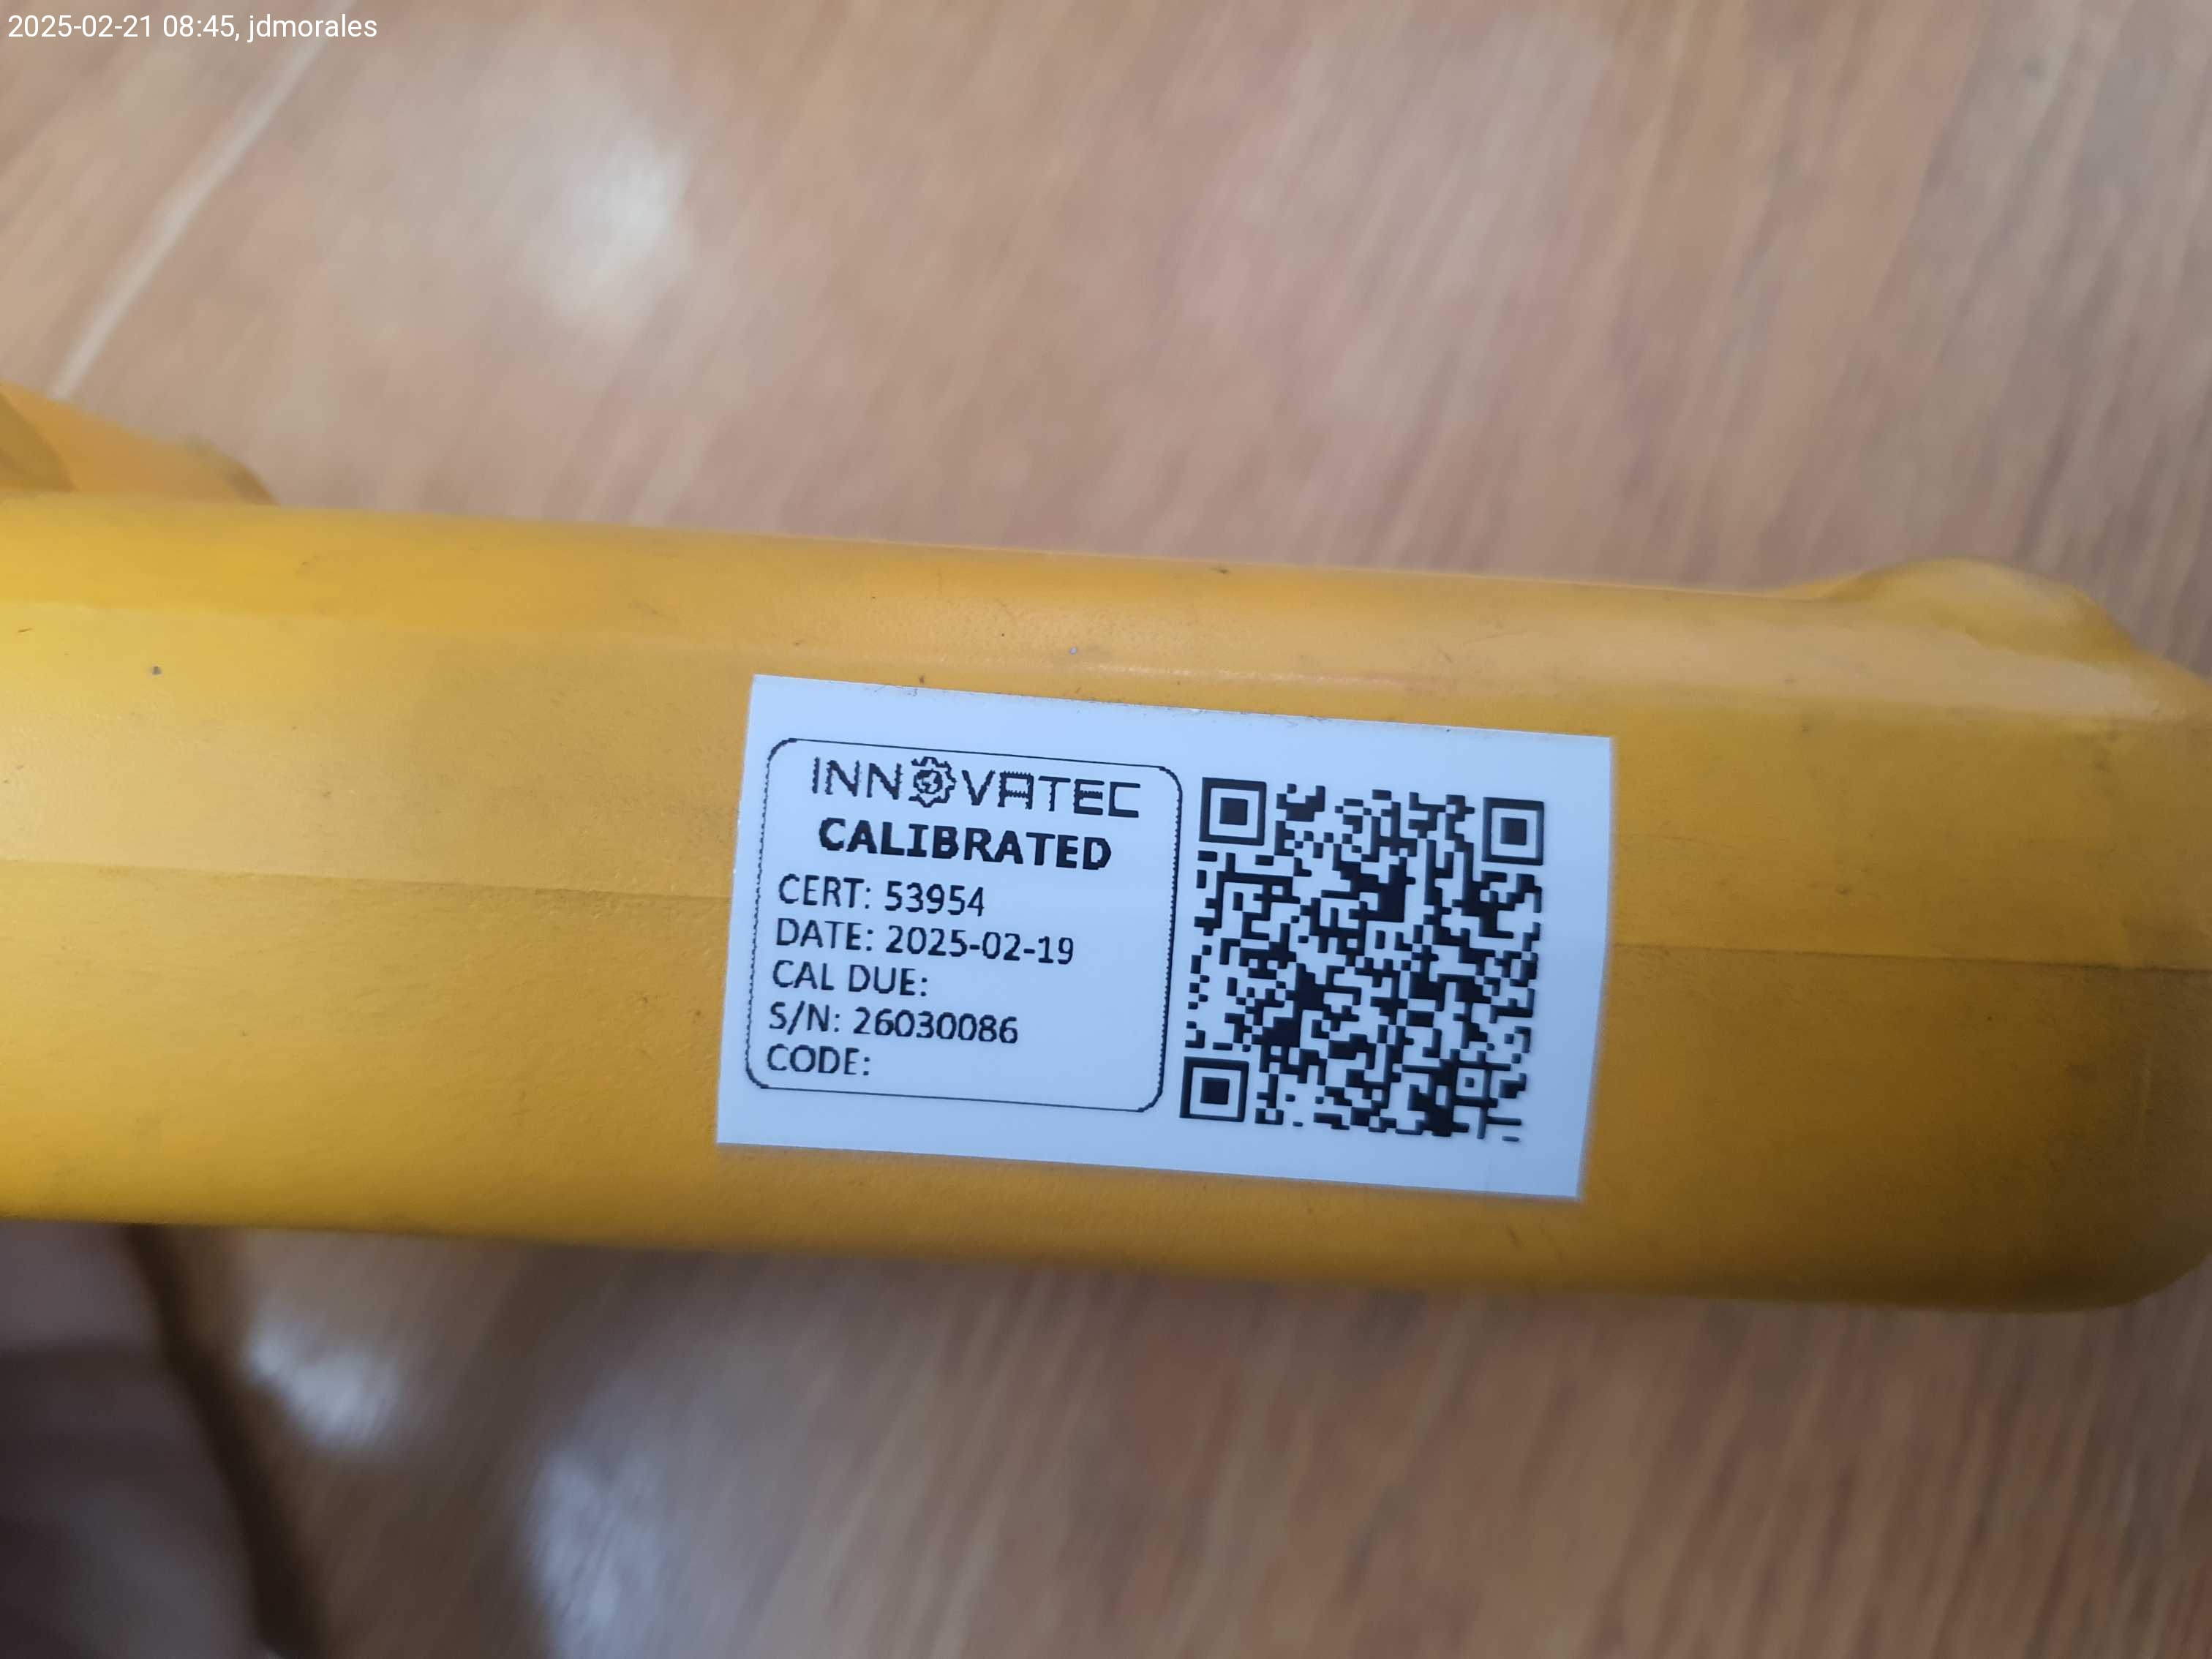 2025-02-21 08:45, jdmorales
INNOVATEC
CALIBRATED
CERT: 53954
DATE: 2025-02-19
CAL DUE:
S/N: 26030086
CODE: